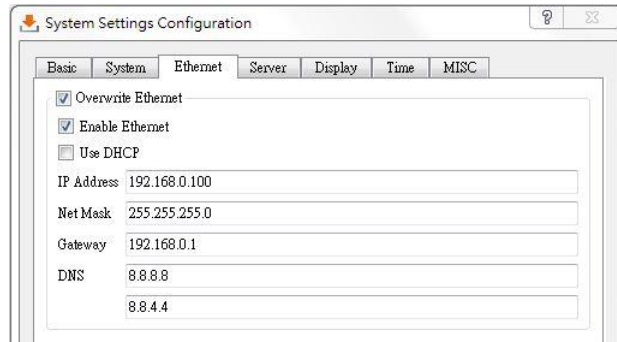 System Settings Configuration
Basic System Ethernet Server Display Time MISC
Overwrite Ethernet
Enable Ethernet
Use DHCP
IP Address 192.168.0.100
Net Mask 255.255.255.0
Gateway 192.168.0.1
DNS 8.8.8.8
8.8.4.4